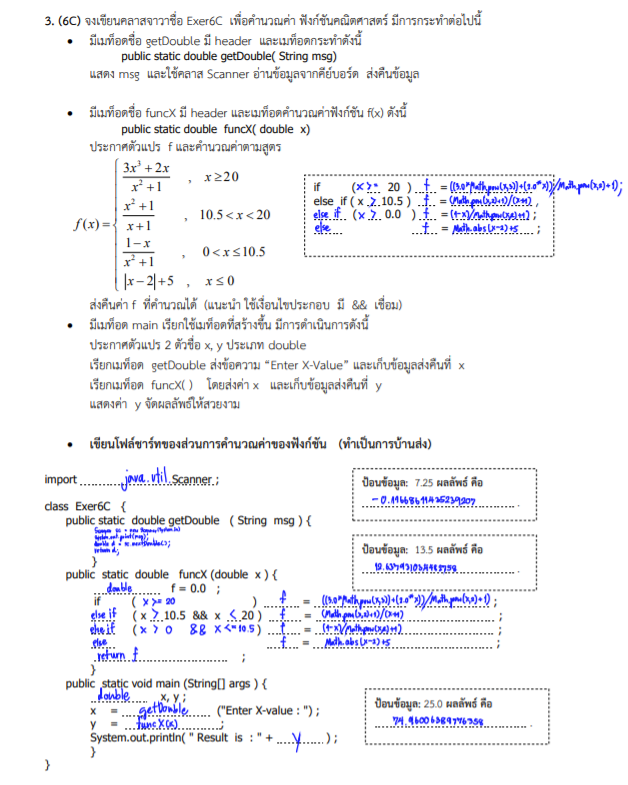 3. (6C) จงเขียนคลาสจาวาชื่อ Exer6C เพื่อคำนวณค่า ฟังก์ชันคณิตศาสตร์ มีการกระทำต่อไปนี้
• มีเมท็อดชื่อ getDouble มี header และเมท็อดกระทำดังนี้
public static double getDouble( String msg)
แสดง msg และใช้คลาส Scanner อ่านข้อมูลจากคีย์บอร์ด ส่งคืนข้อมูล
• มีเมท็อดชื่อ funcX มี header และเมท็อดคำนวณค่าฟังก์ชัน f(x) ดังนี้
public static double funcX( double x)
ประกาศตัวแปร f และคำนวณค่าตามสูตร
f(x)={ (3x³+2x)/(x²+1) , x≥20
(x²+1)/(x+1) , 10.5<x<20
(1−x)/(x²+1) , 0<x≤10.5
|x−2|+5 , x≤0
if (x >= 20 ) f = ((3.0*Math.pow(x,3))+(2.0*x))/Math.pow(x,2)+1);
else if ( x > 10.5 ) f = (Math.pow(x,2)+1)/(x+1) ,
else if (x > 0.0 ) f = (1-x)/Math.pow(x,2)+1) ;
else f = Math.abs(x-2)+5 ;
ส่งคืนค่า f ที่คำนวณได้ (แนะนำ ใช้เงื่อนไขประกอบ มี && เชื่อม)
• มีเมท็อด main เรียกใช้เมท็อดที่สร้างขึ้น มีการดำเนินการดังนี้
ประกาศตัวแปร 2 ตัวชื่อ x, y ประเภท double
เรียกเมท็อด getDouble ส่งข้อความ “Enter X-Value” และเก็บข้อมูลส่งคืนที่ x
เรียกเมท็อด funcX( ) โดยส่งค่า x และเก็บข้อมูลส่งคืนที่ y
แสดงค่า y จัดผลลัพธ์ให้สวยงาม
• เขียนโฟล์ชาร์ทของส่วนการคำนวณค่าของฟังก์ชัน (ทำเป็นการบ้านส่ง)
import java.util.Scanner ;
class Exer6C {
public static double getDouble ( String msg ) {
Scanner sc = new Scanner(System.in)
System.out.print(msg);
double d = sc.nextDouble();
return d;
}
public static double funcX (double x ) {
double f = 0.0 ;
if ( x >= 20 ) f = ((3.0*Math.pow(x,3))+(2.0*x))/Math.pow(x,2)+1) ;
else if ( x > 10.5 && x < 20 ) f = (Math.pow(x,2)+1)/(x+1) ;
else if ( x > 0 && x <= 10.5 ) f = (1-x)/Math.pow(x,2)+1) ;
else f = Math.abs(x-2)+5 ;
return f ;
}
public static void main (String[] args ) {
double x, y ;
x = getDouble ("Enter X-value : ") ;
y = funcX(x) ;
System.out.println( " Result is : " + y ) ;
}
}
ป้อนข้อมูล: 7.25 ผลลัพธ์ คือ
ป้อนข้อมูล: 13.5 ผลลัพธ์ คือ
ป้อนข้อมูล: 25.0 ผลลัพธ์ คือ